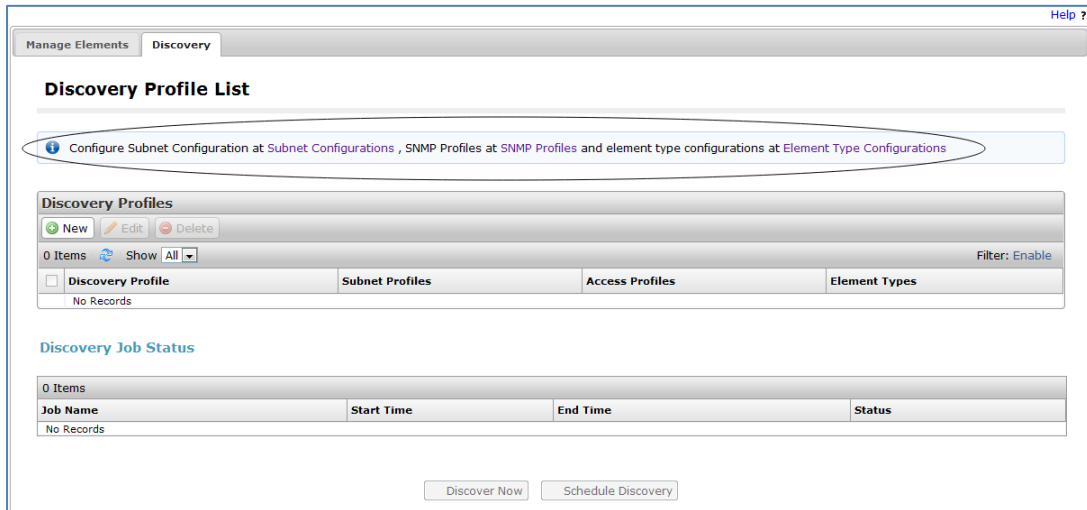 Help ?
Manage Elements Discovery
Discovery Profile List
Configure Subnet Configuration at Subnet Configurations , SNMP Profiles at SNMP Profiles and element type configurations at Element Type Configurations
Discovery Profiles
New Edit Delete
0 Items Show All Filter: Enable
Discovery Profile Subnet Profiles Access Profiles Element Types
No Records
Discovery Job Status
0 Items
Job Name Start Time End Time Status
No Records
Discover Now Schedule Discovery